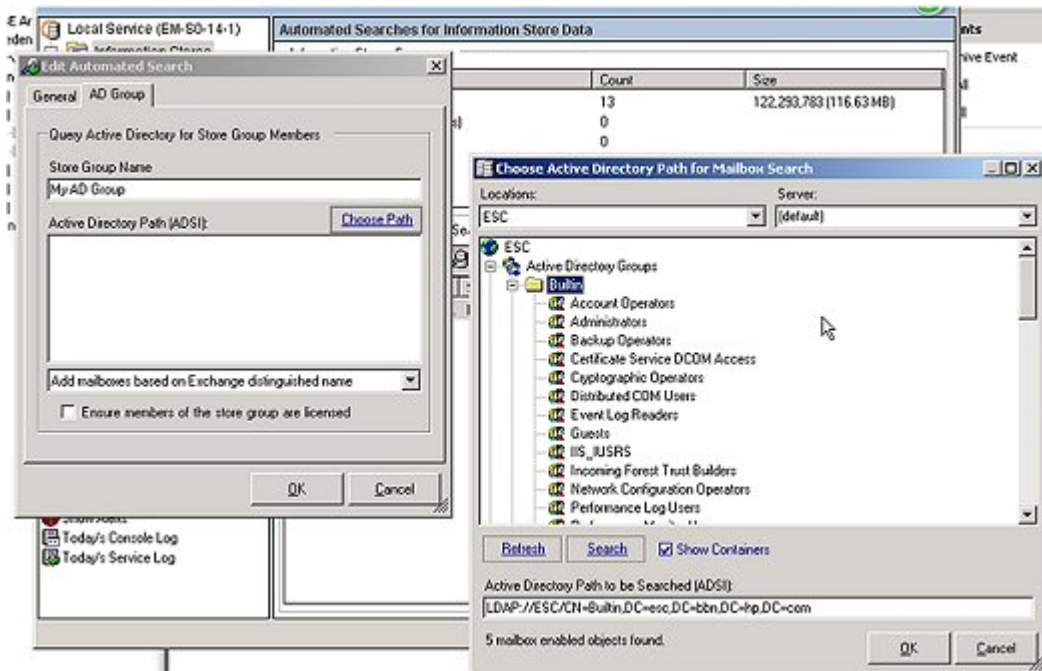 Local Service (EM-S0-14-1)
Automated Searches for Information Store Data
nts
Edit Automated Search
General
AD Group
Count
Size
13
122,293,783 (116.63 MB)
0
0
Query Active Directory for Store Group Members
Store Group Name
My AD Group
Active Directory Path (ADSI):
Choose Path
Add mailboxes based on Exchange distinguished name
Ensure members of the store group are licensed
OK
Cancel
Today's Console Log
Today's Service Log
Choose Active Directory Path for Mailbox Search
Locations:
Server:
ESC
(default)
ESC
Active Directory Groups
Builtin
Account Operators
Administrators
Backup Operators
Certificate Service DCOM Access
Cryptographic Operators
Distributed COM Users
Event Log Readers
Guests
IIS_IUSRS
Incoming Forest Trust Builders
Network Configuration Operators
Performance Log Users
Refresh
Search
Show Containers
Active Directory Path to be Searched (ADSI):
LDAP://ESC/CN=Builtin,DC=esc,DC=bbn,DC=hp,DC=com
5 mailbox enabled objects found.
OK
Cancel